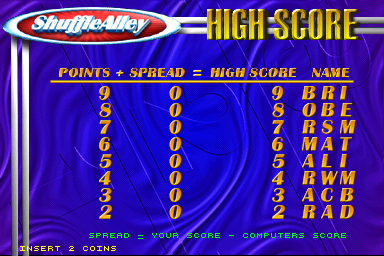 ShuffleAlley
HIGH SCORE
POINTS + SPREAD = HIGH SCORE NAME
9 0 9 BRI
8 0 8 OBE
7 0 7 RSM
6 0 6 MAT
5 0 5 ALI
4 0 4 RWM
3 0 3 ACB
2 0 2 RAD
SPREAD = YOUR SCORE - COMPUTERS SCORE
INSERT 2 COINS